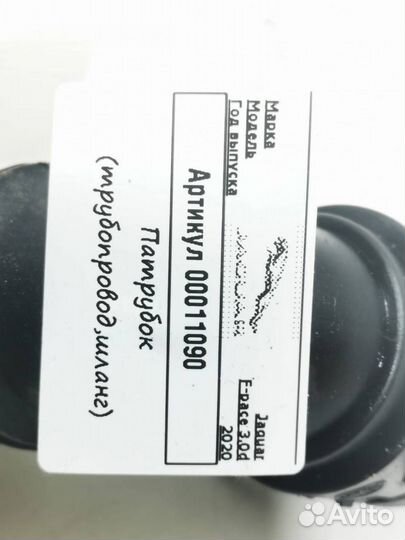 Марка Jaguar
Модель F-pace 3.0d
Год выпуска 2020
Артикул 00011090
Патрубок
(трубопровод,шланг)
Avito